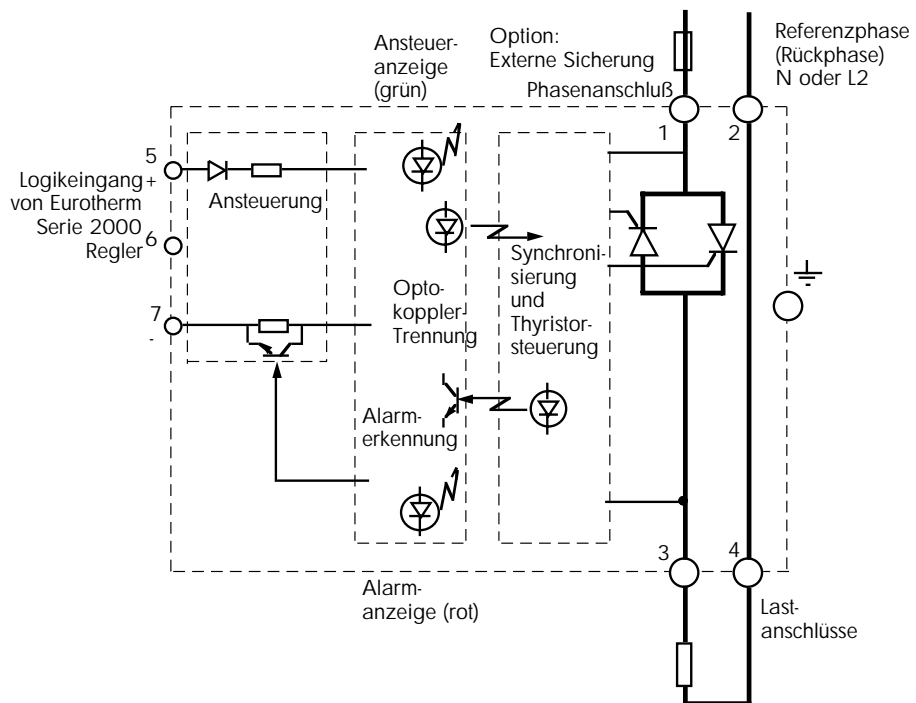 Ansteuer-
anzeige
(grün)
Option:
Externe Sicherung
Phasenanschluß
Referenzphase
(Rückphase)
N oder L2
1
2
5
+
Logikeingang
von Eurotherm
Serie 2000
Regler
6
7
-
Ansteuerung
Opto-
koppler-
Trennung
Synchroni-
sierung
und
Thyristor-
steuerung
Alarm-
erkennung
3
4
Alarm-
anzeige (rot)
Last-
anschlüsse